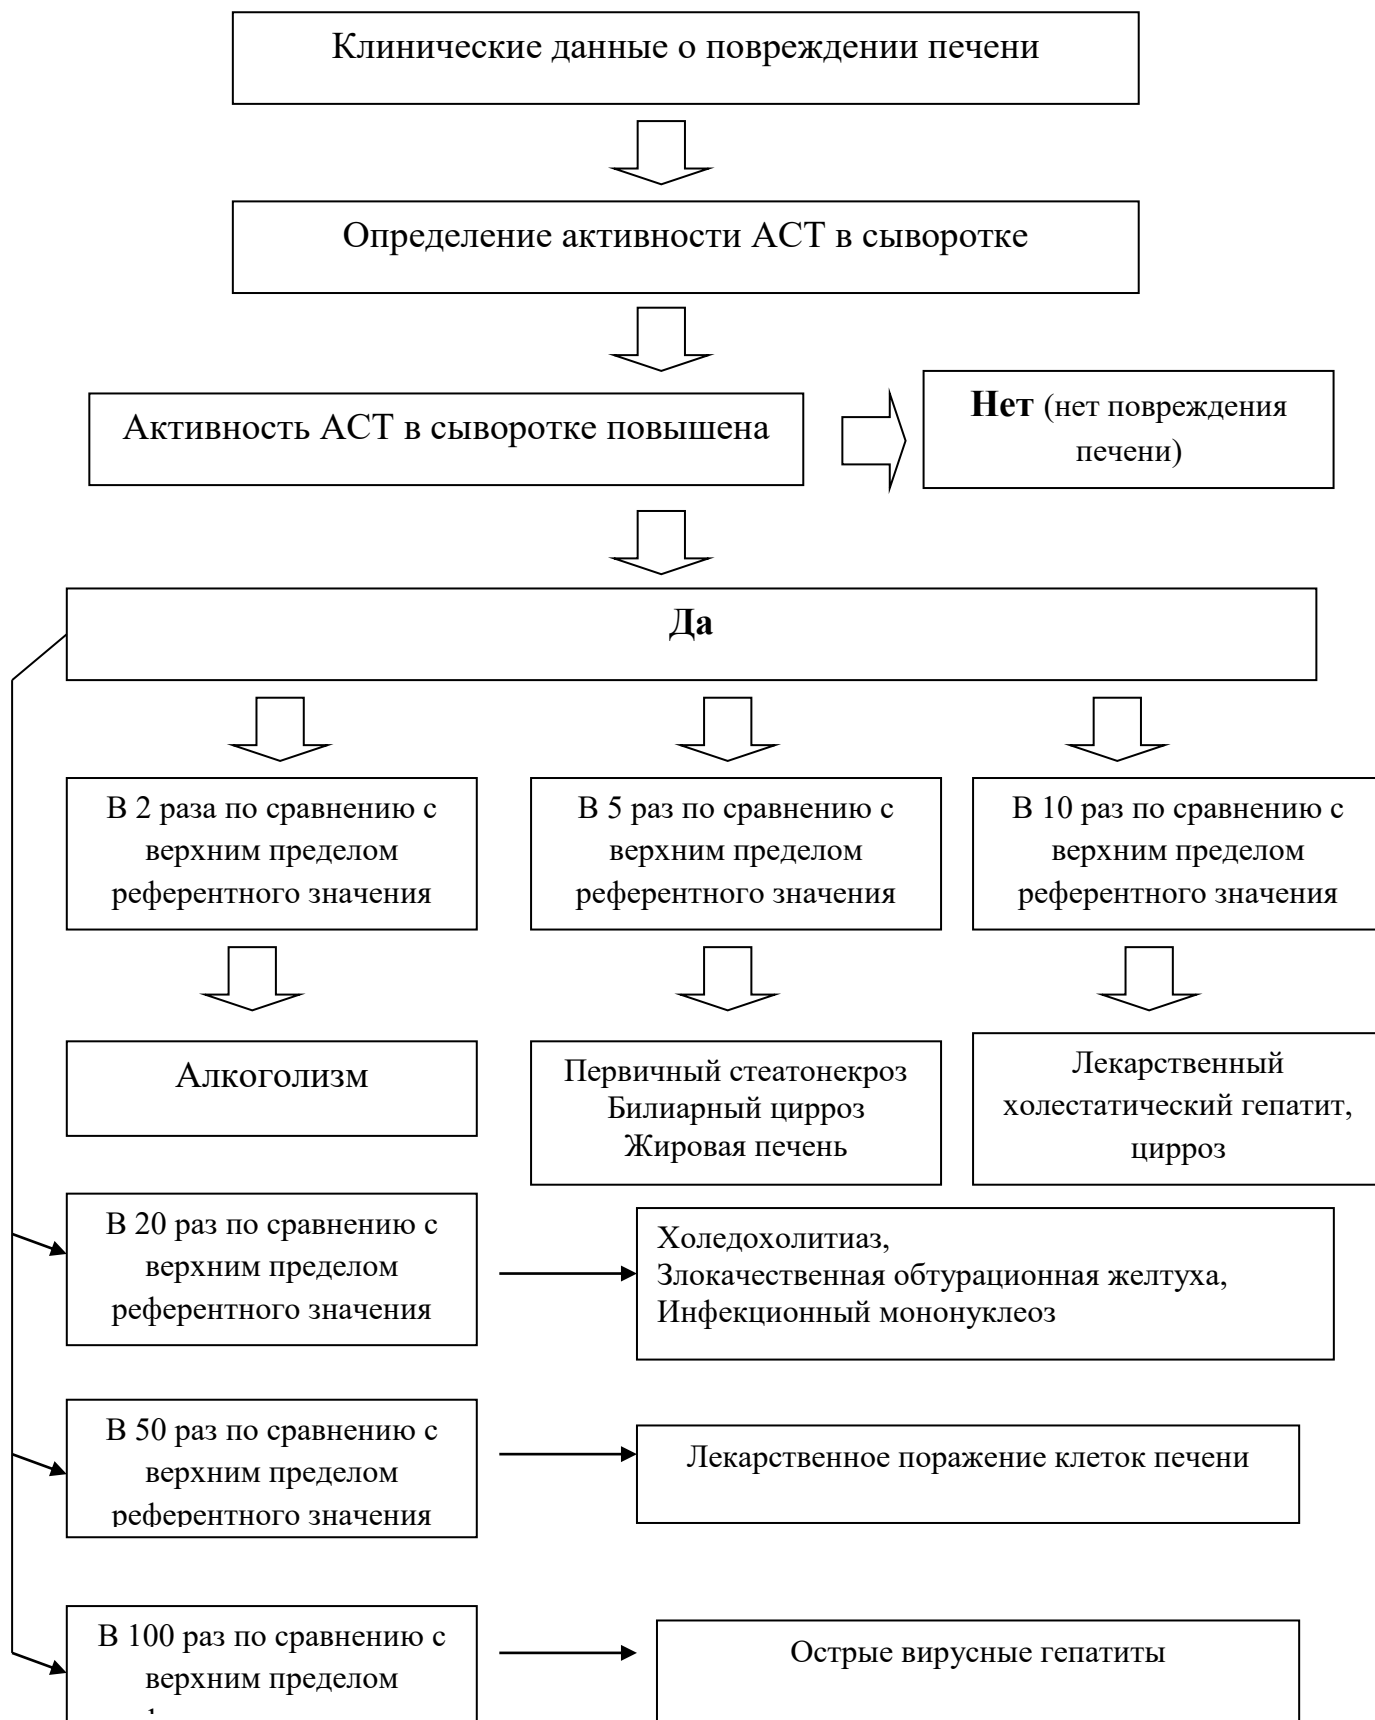 Клинические данные о повреждении печени
Определение активности АСТ в сыворотке
Активность АСТ в сыворотке повышена
Нет (нет повреждения
печени)
Да
В 2 раза по сравнению с
верхним пределом
референтного значения
В 5 раз по сравнению с
верхним пределом
референтного значения
В 10 раз по сравнению с
верхним пределом
референтного значения
Алкоголизм
Первичный стеатонекроз
Билиарный цирроз
Жировая печень
Лекарственный
холестатический гепатит,
цирроз
В 20 раз по сравнению с
верхним пределом
референтного значения
Холедохолитиаз,
Злокачественная обтурационная желтуха,
Инфекционный мононуклеоз
В 50 раз по сравнению с
верхним пределом
референтного значения
Лекарственное поражение клеток печени
В 100 раз по сравнению с
верхним пределом
Острые вирусные гепатиты